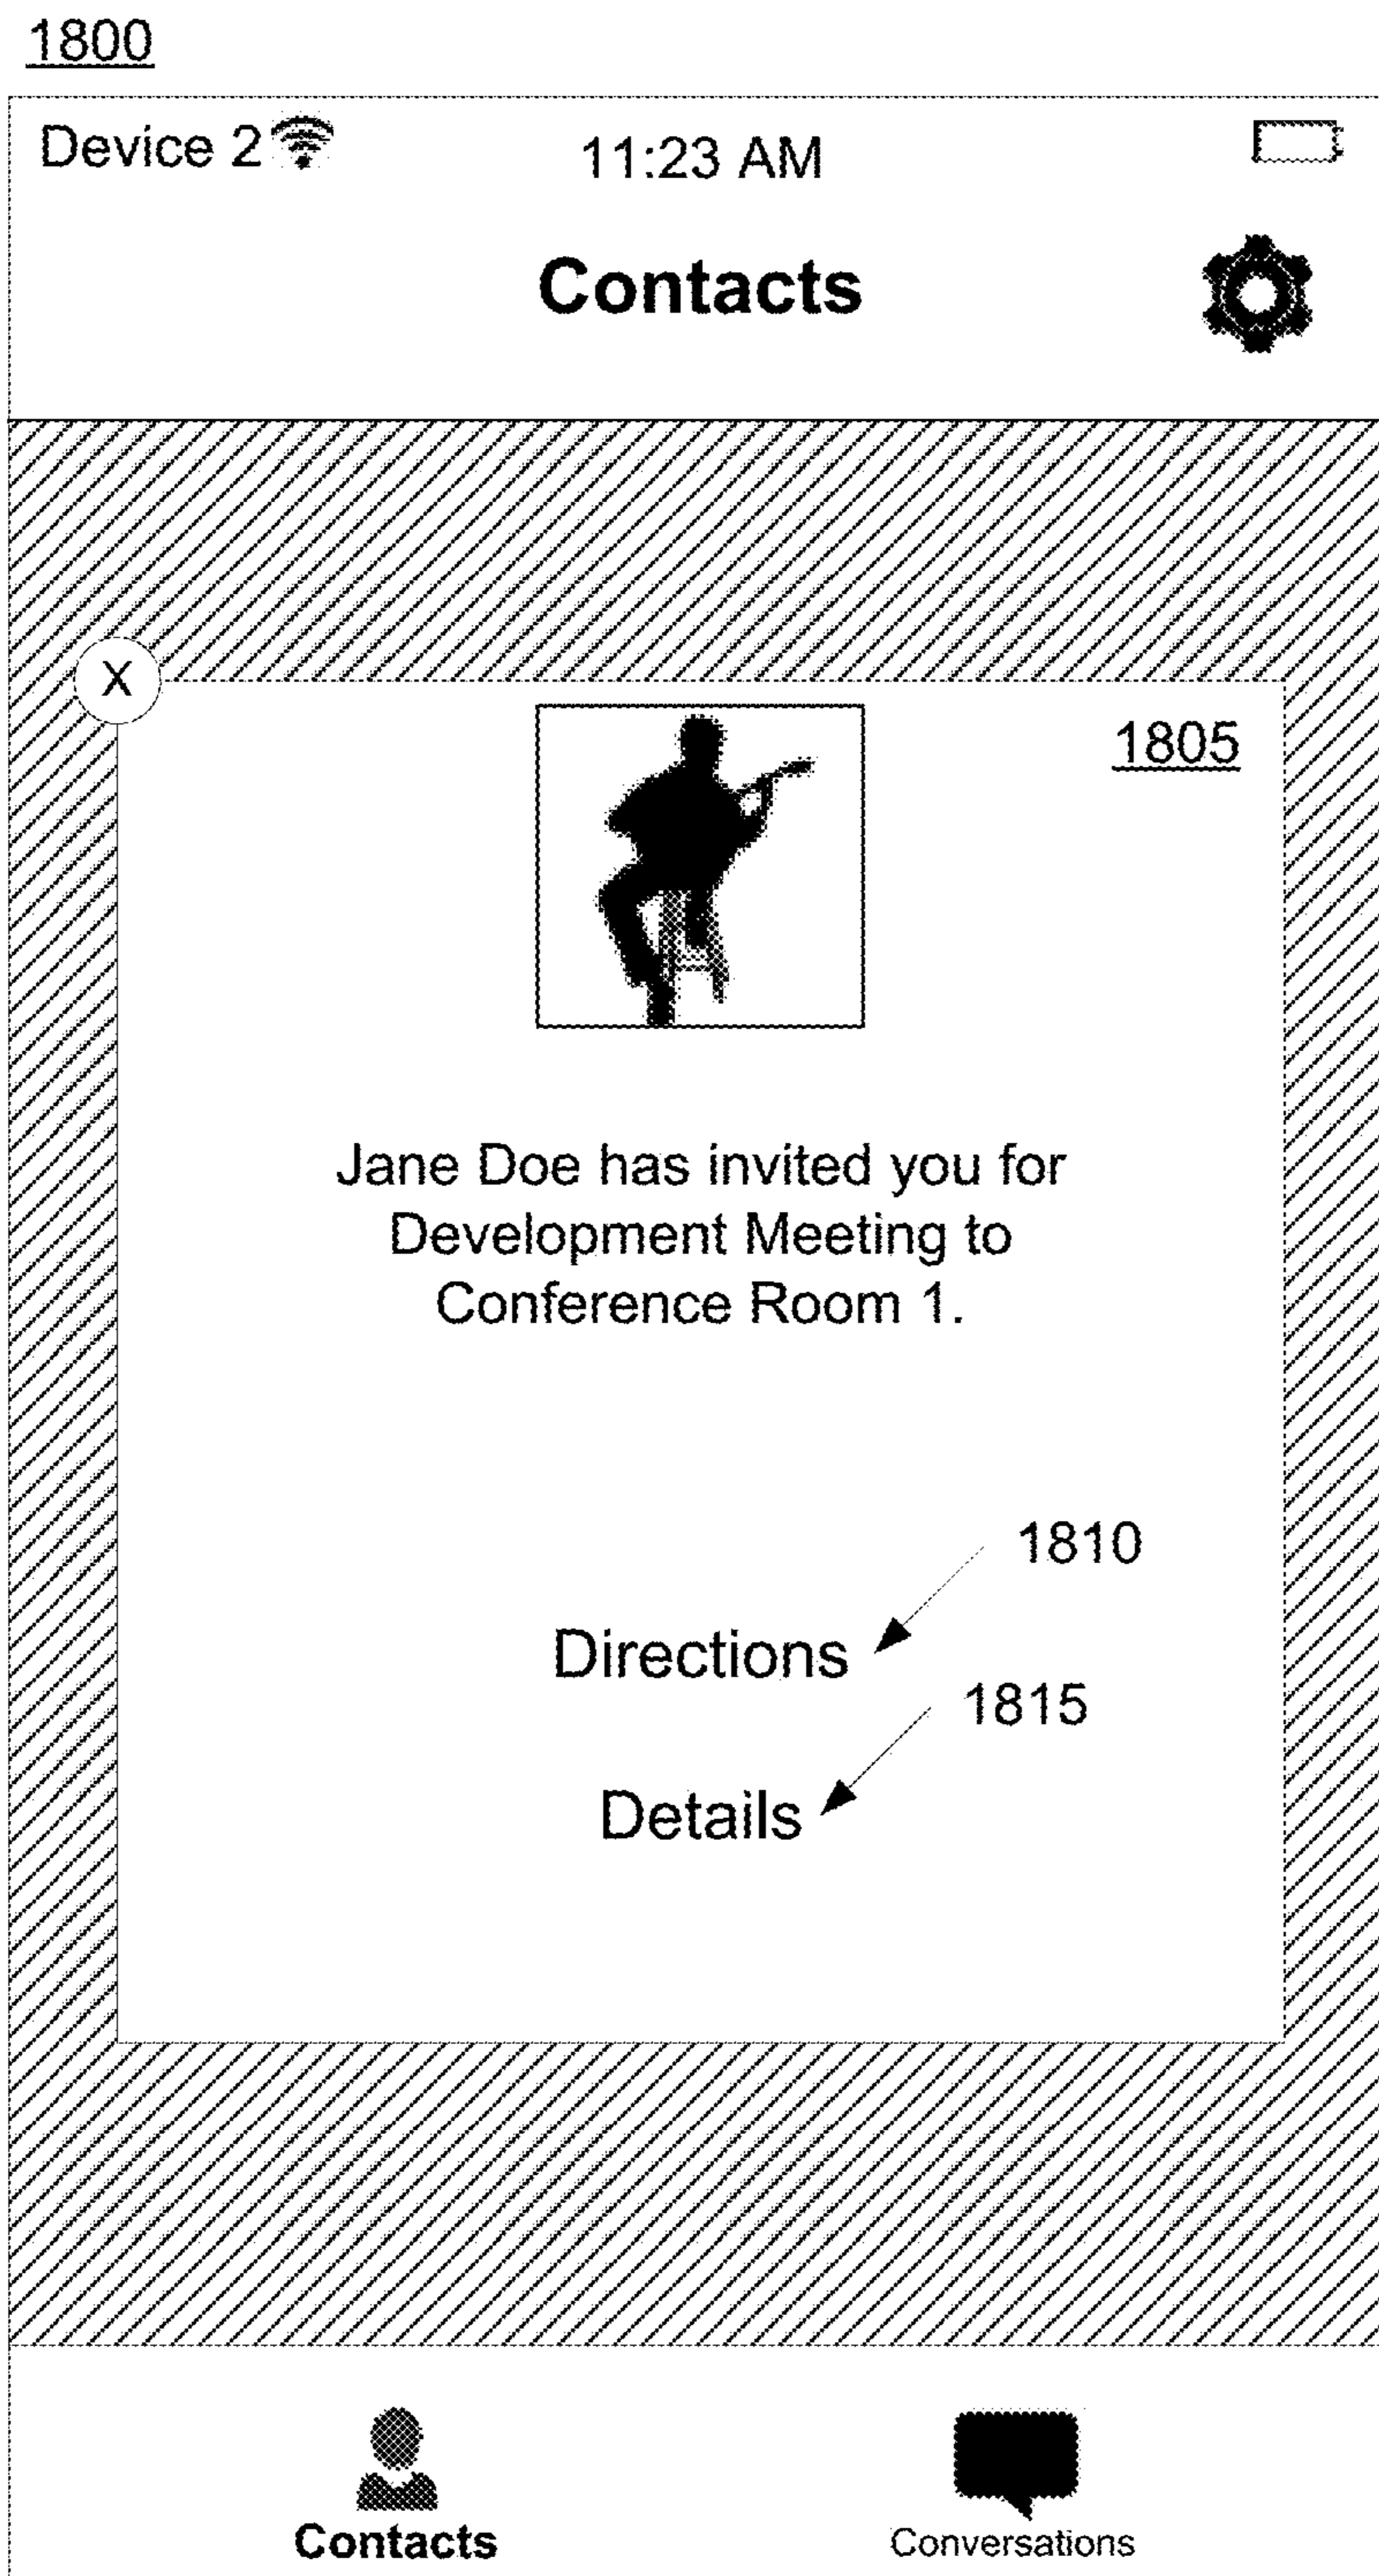 1800
Device 2 11:23 AM
Contacts
X
1805
Jane Doe has invited you for
Development Meeting to
Conference Room 1.
1810
Directions
1815
Details
Contacts Conversations